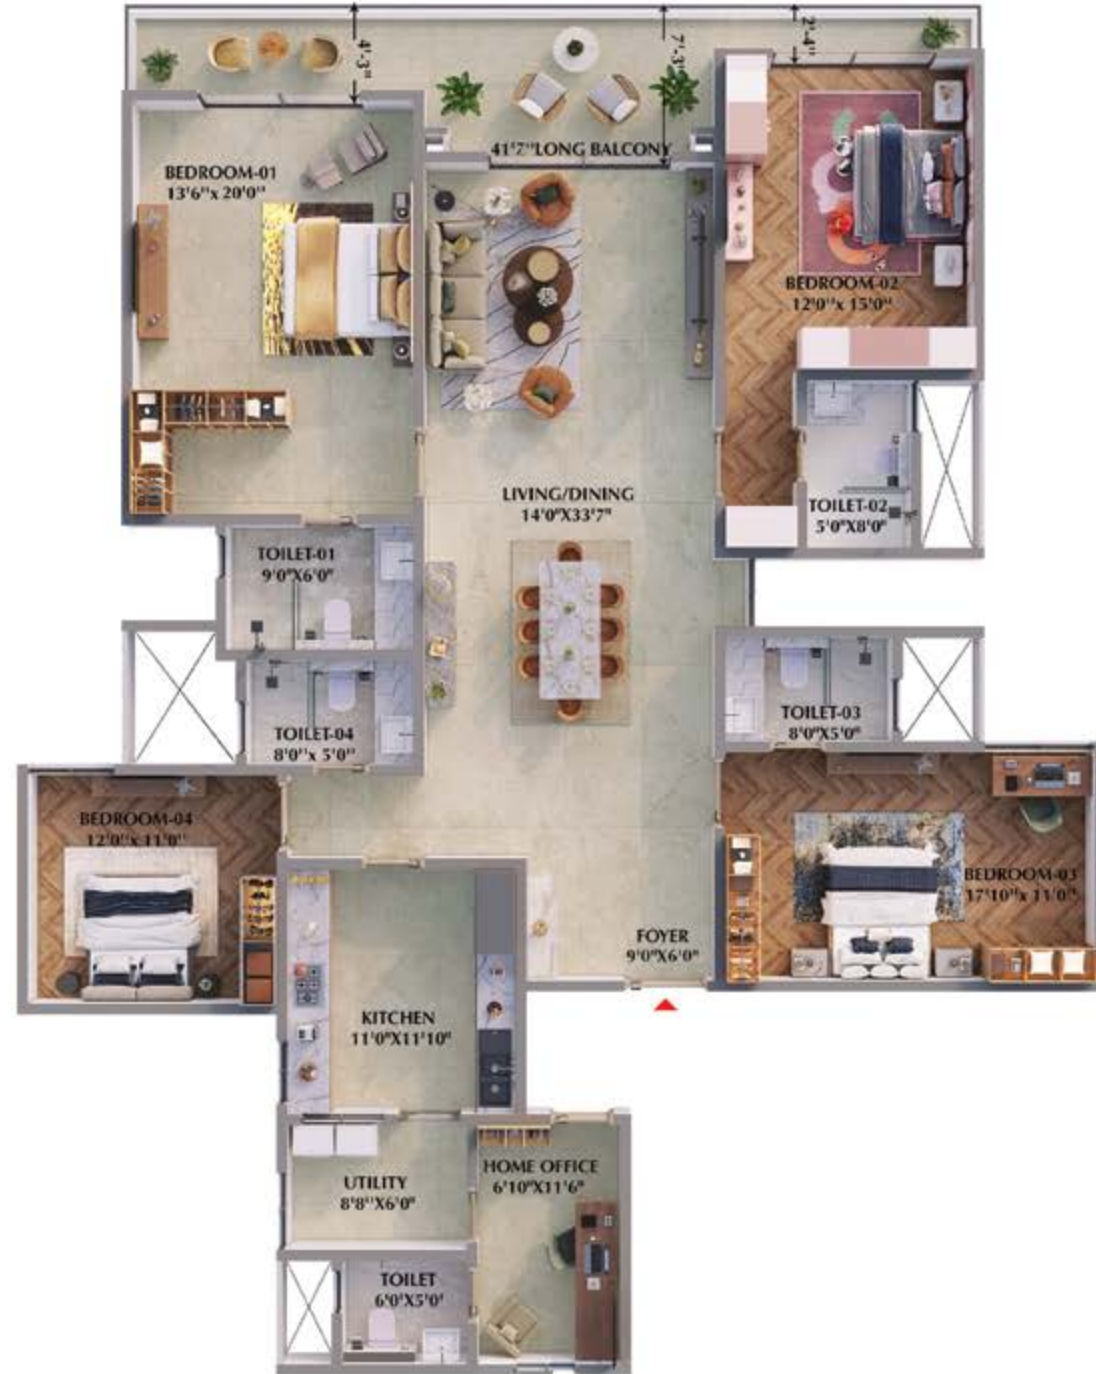 4'-3"
7'-3"
2'-4"
41'7"LONG BALCONY
BEDROOM-01
13'6"x 20'0"
BEDROOM-02
12'0"x 15'0"
LIVING/DINING
14'0"X33'7"
TOILET-02
5'0"X8'0"
TOILET-01
9'0"X6'0"
TOILET-04
8'0"x 5'0"
TOILET-03
8'0"X5'0"
BEDROOM-04
12'0"x 11'0"
BEDROOM-03
17'10"x 11'0"
FOYER
9'0"X6'0"
KITCHEN
11'0"X11'10"
UTILITY
8'8"X6'0"
HOME OFFICE
6'10"X11'6"
TOILET
6'0'X5'0'